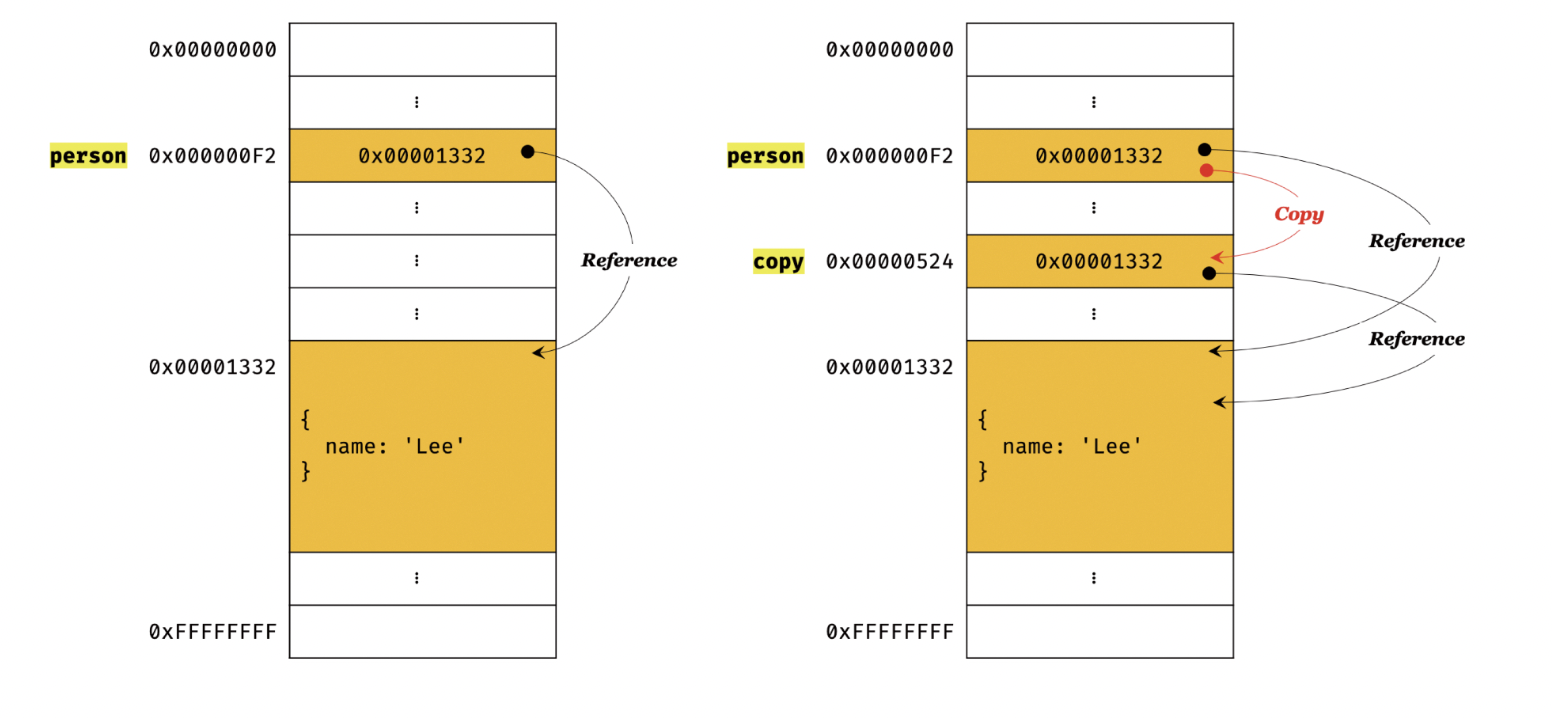 0x00000000
⋮
person 0x000000F2 0x00001332
⋮
⋮
Reference
⋮
0x00001332
{
name: 'Lee'
}
⋮
0xFFFFFFFF
0x00000000
⋮
person 0x000000F2 0x00001332
⋮
Copy
Reference
copy 0x00000524 0x00001332
⋮
Reference
0x00001332
{
name: 'Lee'
}
⋮
0xFFFFFFFF